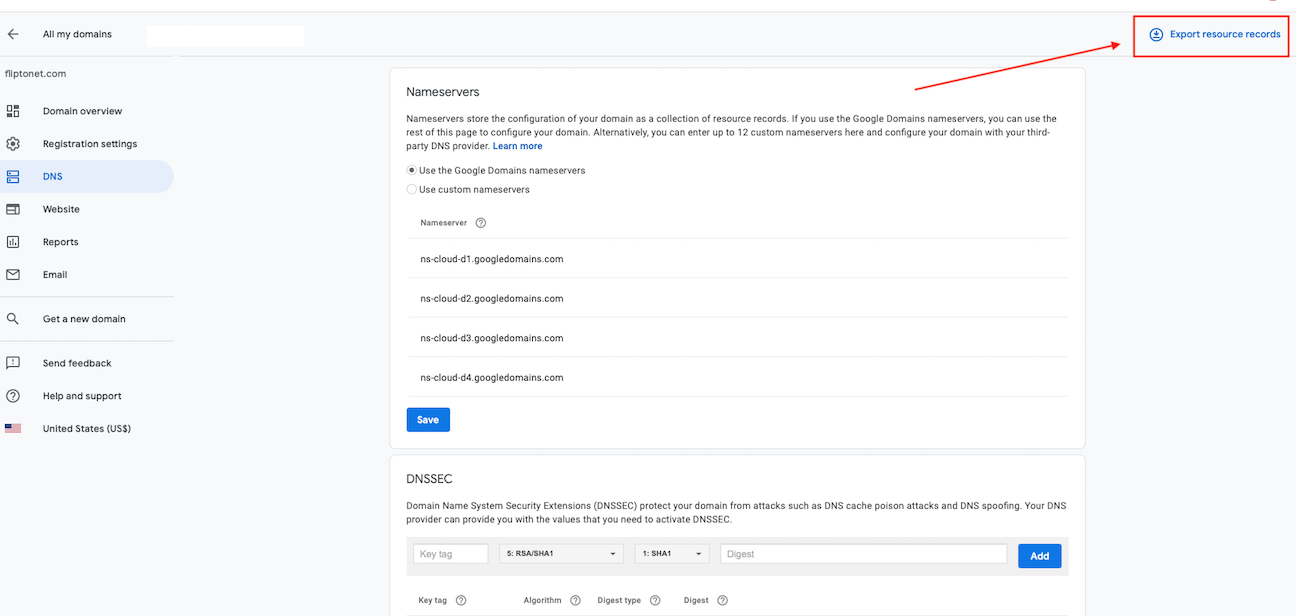 All my domains
Export resource records
fliptonet.com
Domain overview
Registration settings
DNS
Website
Reports
Email
Get a new domain
Send feedback
Help and support
United States (US$)
Nameservers
Nameservers store the configuration of your domain as a collection of resource records. If you use the Google Domains nameservers, you can use the
rest of this page to configure your domain. Alternatively, you can enter up to 12 custom nameservers here and configure your domain with your third-
party DNS provider. Learn more
Use the Google Domains nameservers
Use custom nameservers
Nameserver
ns-cloud-d1.googledomains.com
ns-cloud-d2.googledomains.com
ns-cloud-d3.googledomains.com
ns-cloud-d4.googledomains.com
Save
DNSSEC
Domain Name System Security Extensions (DNSSEC) protect your domain from attacks such as DNS cache poison attacks and DNS spoofing. Your DNS
provider can provide you with the values that you need to activate DNSSEC.
Key tag 5: RSA/SHA1 1: SHA1 Digest Add
Key tag Algorithm Digest type Digest